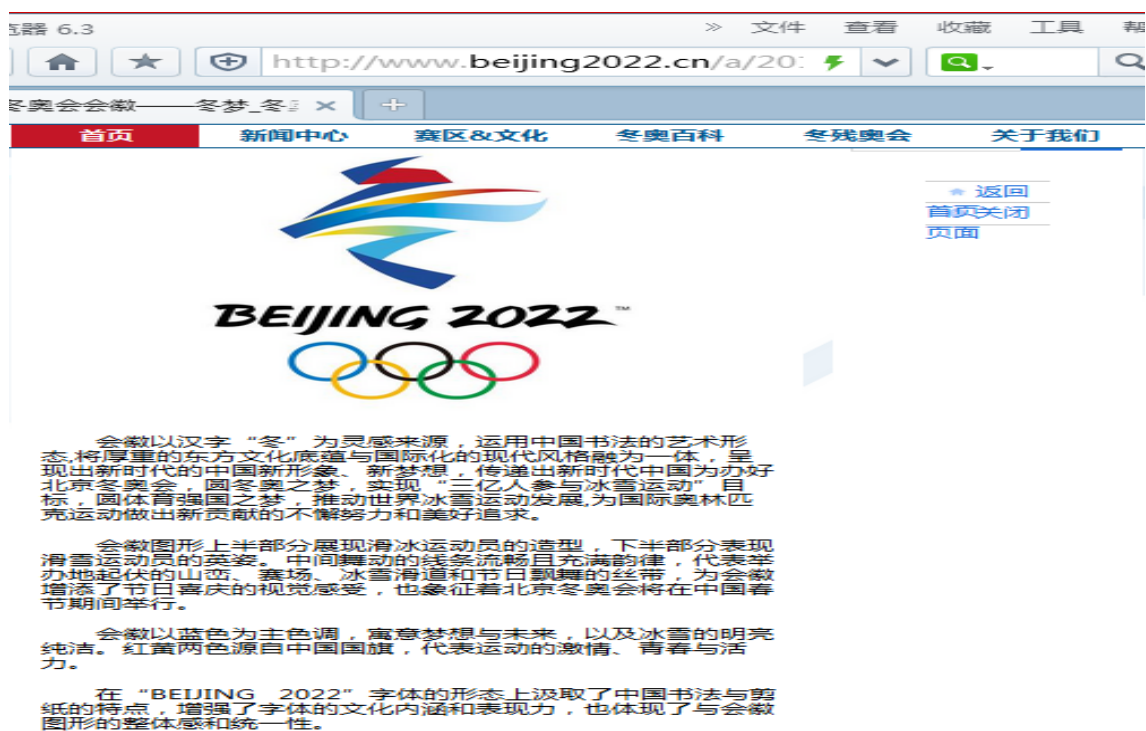 览器 6.3 » 文件 查看 收藏 工具
http://www.beijing2022.cn/a/20
冬奥会会徽——冬梦_冬
首页 新闻中心 赛区&文化 冬奥百科 冬残奥会 关于我们
返回
首页关闭
页面
BEIJING 2022 ™
会徽以汉字“冬”为灵感来源，运用中国书法的艺术形
态,将厚重的东方文化底蕴与国际化的现代风格融为一体，呈
现出新时代的中国新形象、新梦想，传递出新时代中国为办好
北京冬奥会，圆冬奥之梦，实现“三亿人参与冰雪运动”目
标，圆体育强国之梦，推动世界冰雪运动发展,为国际奥林匹
克运动做出新贡献的不懈努力和美好追求。
会徽图形上半部分展现滑冰运动员的造型，下半部分表现
滑雪运动员的英姿。中间舞动的线条流畅且充满韵律，代表举
办地起伏的山峦、赛场、冰雪滑道和节日飘舞的丝带，为会徽
增添了节日喜庆的视觉感受，也象征着北京冬奥会将在中国春
节期间举行。
会徽以蓝色为主色调，寓意梦想与未来，以及冰雪的明亮
纯洁。红黄两色源自中国国旗，代表运动的激情、青春与活
力。
在“BEIJING 2022”字体的形态上汲取了中国书法与剪
纸的特点，增强了字体的文化内涵和表现力，也体现了与会徽
图形的整体感和统一性。